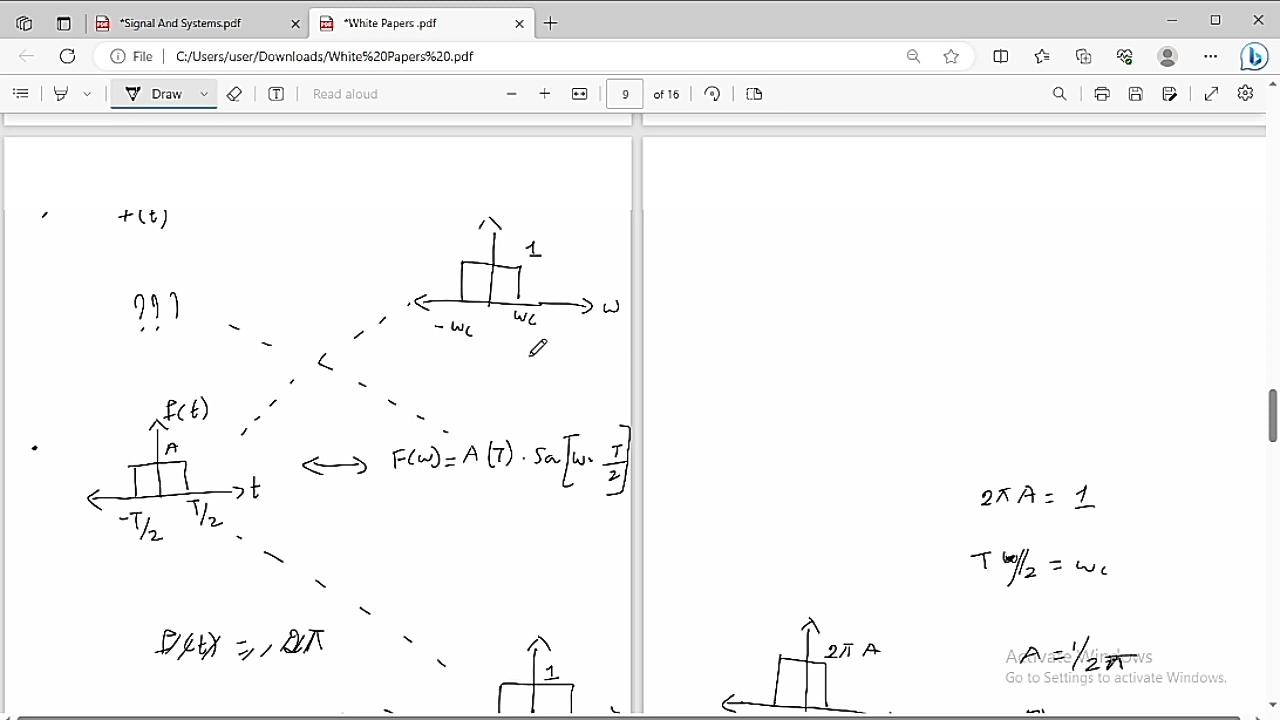 *Signal And Systems.pdf
*White Papers .pdf
File
C:/Users/user/Downloads/White%20Papers%20.pdf
Draw
Read aloud
9
of 16
f(t)
1
ω
-ωc
ωc
???
f(t)
A
t
-T/2
T/2
F(ω) = A(T) · Sa[ω· T/2]
1
2π A = 1
= ωc
2π A
A = 1/2π
Activate Windows
Go to Settings to activate Windows.